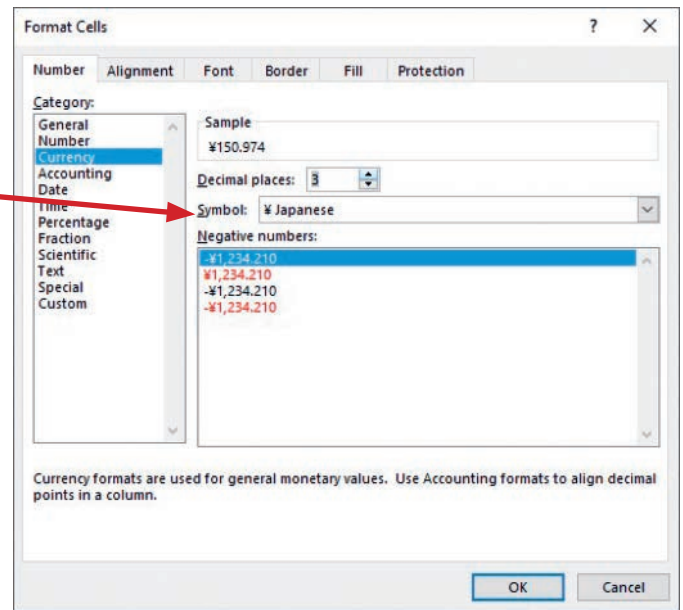 Format Cells ? ×
Number Alignment Font Border Fill Protection
Category:
General
Number
Currency
Accounting
Date
Time
Percentage
Fraction
Scientific
Text
Special
Custom
Sample
¥150.974
Decimal places: 3
Symbol: ¥ Japanese
Negative numbers:
-¥1,234.210
¥1,234.210
-¥1,234.210
-¥1,234.210
Currency formats are used for general monetary values. Use Accounting formats to align decimal
points in a column.
OK Cancel